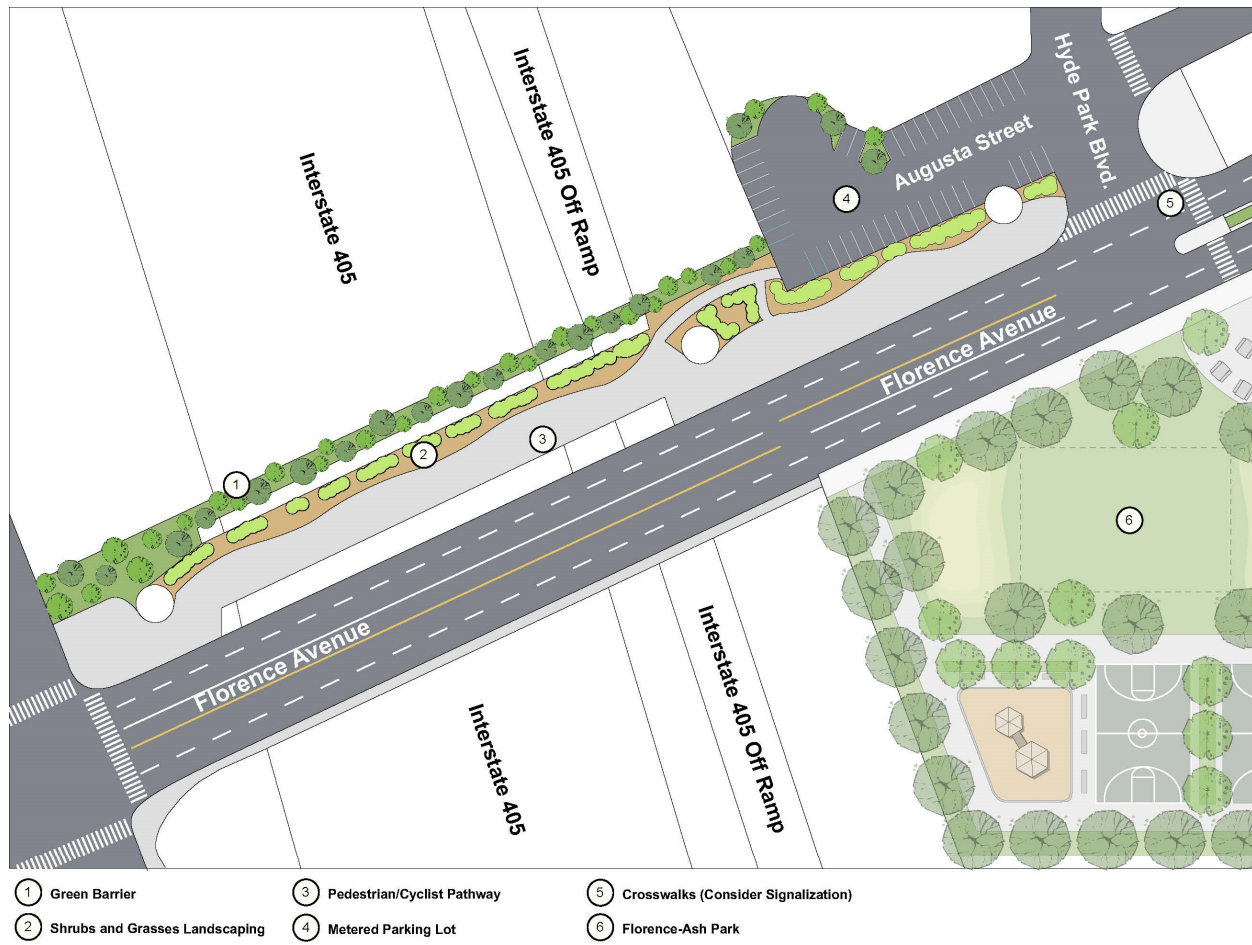 Hyde Park Blvd.
Interstate 405 Off Ramp
Augusta Street
Interstate 405
4
5
Florence Avenue
3
2
1
6
Florence Avenue
Interstate 405 Off Ramp
Interstate 405
1 Green Barrier
3 Pedestrian/Cyclist Pathway
5 Crosswalks (Consider Signalization)
2 Shrubs and Grasses Landscaping
4 Metered Parking Lot
6 Florence-Ash Park